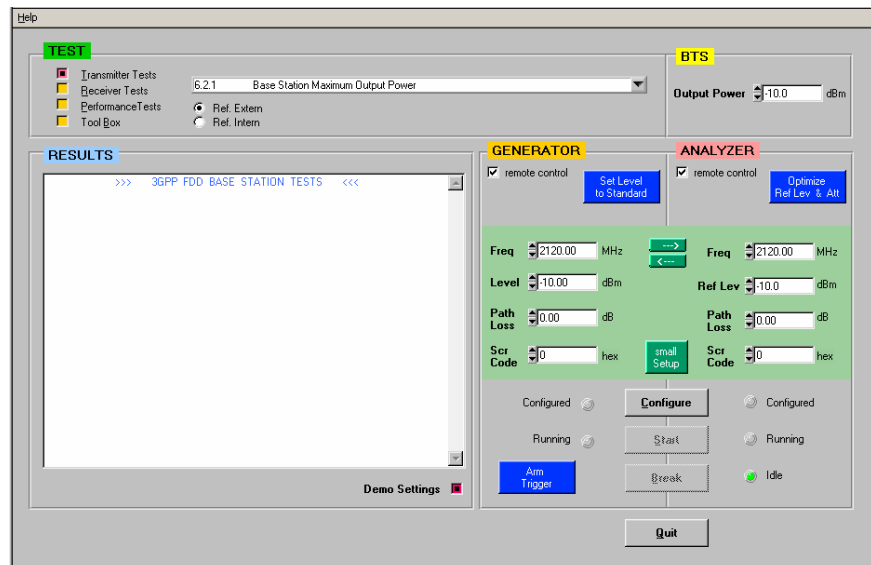 Help
TEST
Transmitter Tests
Receiver Tests
PerformanceTests
Tool Box
6.2.1 Base Station Maximum Output Power
Ref. Extern
Ref. Intern
BTS
Output Power -10.0 dBm
RESULTS
>>> 3GPP FDD BASE STATION TESTS <<<
Demo Settings
GENERATOR
remote control
Set Level
to Standard
ANALYZER
remote control
Optimize
Ref Lev & Att
Freq 2120.00 MHz
Level -10.00 dBm
Path
Loss 0.00 dB
Scr
Code 0 hex
--->
<---
small
Setup
Freq 2120.00 MHz
Ref Lev -10.0 dBm
Path
Loss 0.00 dB
Scr
Code 0 hex
Configured Configure Configured
Running Start Running
Arm
Trigger
Break Idle
Quit